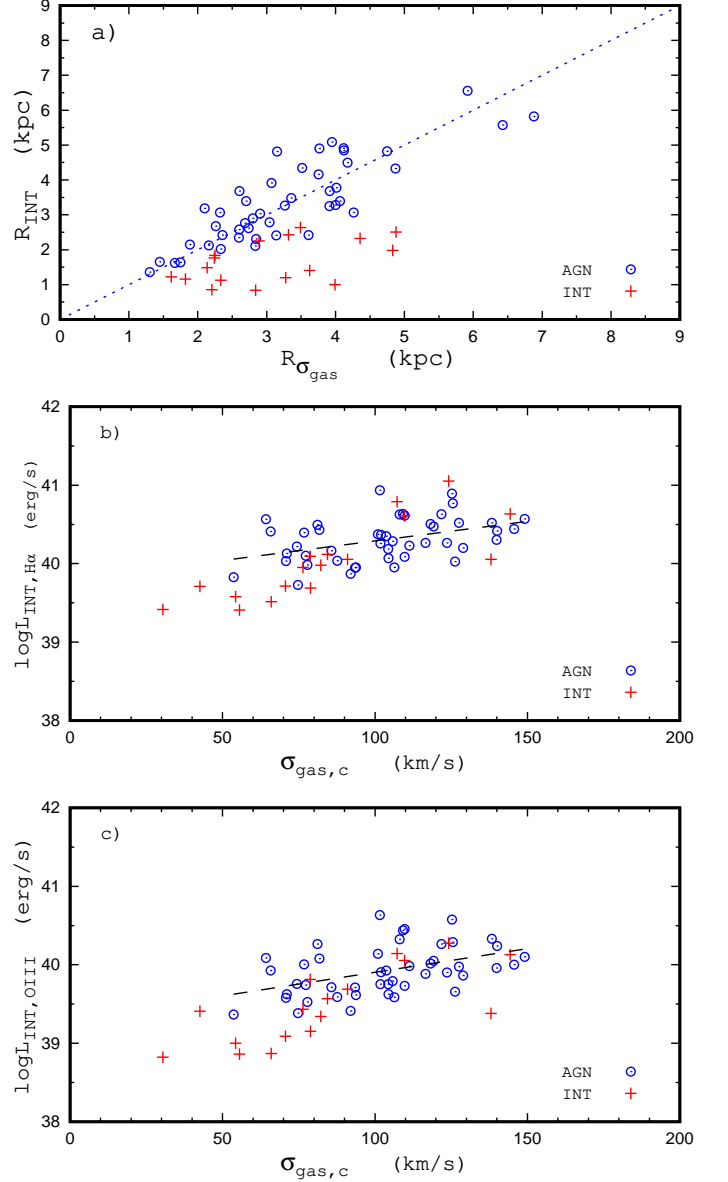 a)
9
8
7
6
5
4
3
2
1
0
R_INT (kpc)
AGN
INT
0 1 2 3 4 5 6 7 8 9
R_σ_gas (kpc)
b)
42
41
40
39
38
logL_INT,Hα (erg/s)
AGN
INT
0 50 100 150 200
σ_gas,c (km/s)
c)
42
41
40
39
38
logL_INT,OIII (erg/s)
AGN
INT
0 50 100 150 200
σ_gas,c (km/s)